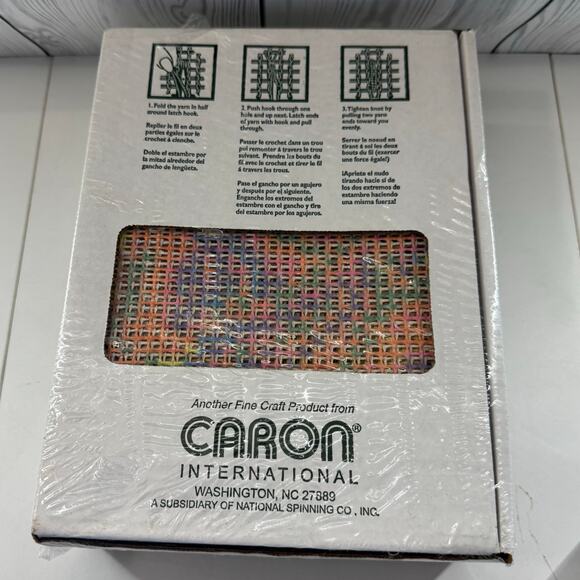 1. Fold the yarn in half
around latch hook.
Replier le fil en deux
parties égales sur le
crochet à clenche.
Doble el estambre por
la mitad alrededor del
gancho de lengüeta.
2. Push hook through one
hole and up next. Latch ends
of yarn with hook and pull
through.
Passer le crochet dans un trou
pul remonter à travers le trou
suivant. Prendre les bouts du
fil avec le crochet et tirer le fil
à travers les trous.
Pase el gancho por un agujero
y después por el siguiente.
Enganche los extremos del
estambre con el gancho y tire
del estambre por los agujeros.
3. Tighten knot by
pulling two yarn
ends toward you
evenly.
Serrer le noeud en
tirant à soi les deux
bouts du fil (exercer
une force égale!)
¡Apriete el nudo
tirando hacia si de
los dos extremos de
estambre haciendo
una misma fuerza!
Another Fine Craft Product from
CARON®
INTERNATIONAL
WASHINGTON, NC 27889
A SUBSIDIARY OF NATIONAL SPINNING CO., INC.